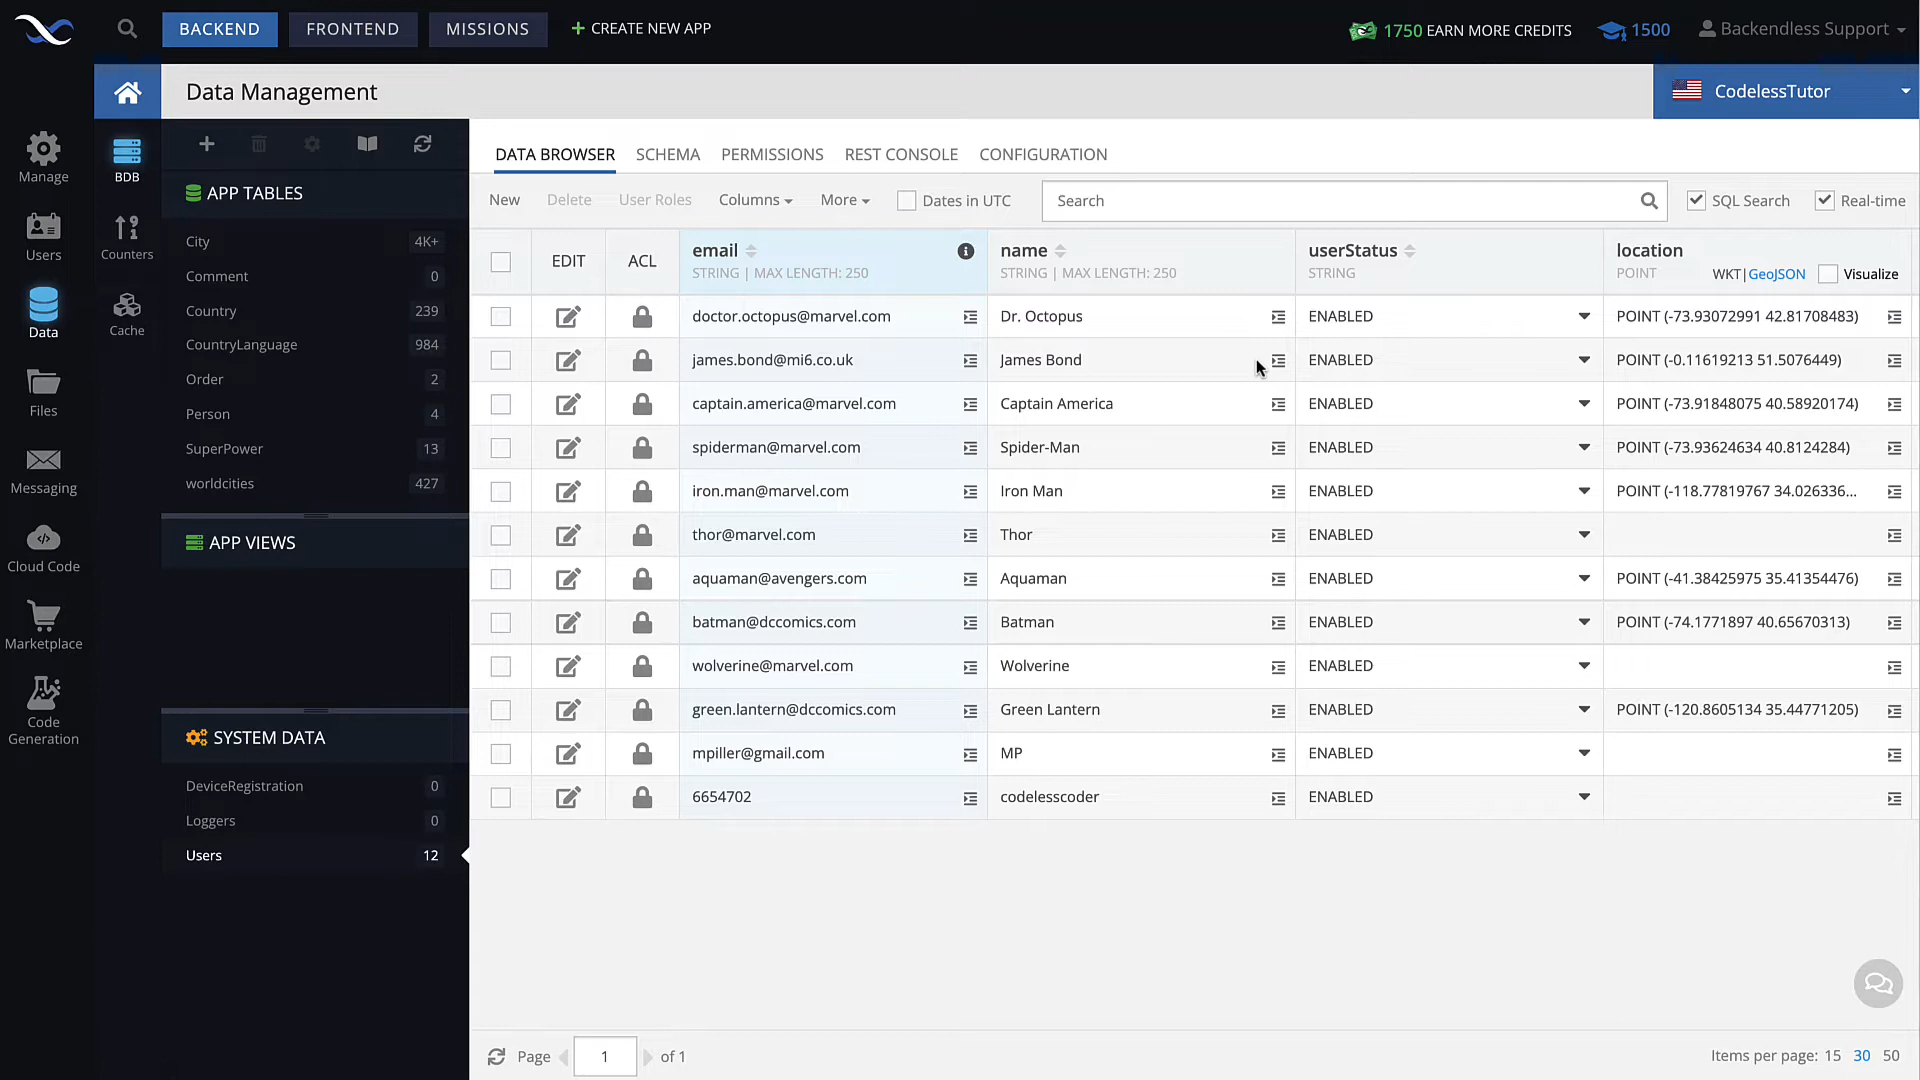 BACKEND FRONTEND MISSIONS + CREATE NEW APP 1750 EARN MORE CREDITS 1500 Backendless Support
Data Management CodelessTutor
Manage
Users
Data
Files
Messaging
Cloud Code
Marketplace
Code
Generation
BDB
Counters
Cache
APP TABLES
City 4K+
Comment 0
Country 239
CountryLanguage 984
Order 2
Person 4
SuperPower 13
worldcities 427
APP VIEWS
SYSTEM DATA
DeviceRegistration 0
Loggers 0
Users 12
DATA BROWSER SCHEMA PERMISSIONS REST CONSOLE CONFIGURATION
New Delete User Roles Columns More Dates in UTC Search SQL Search Real-time
EDIT ACL email name userStatus location
STRING | MAX LENGTH: 250 STRING | MAX LENGTH: 250 STRING POINT WKT|GeoJSON Visualize
doctor.octopus@marvel.com Dr. Octopus ENABLED POINT (-73.93072991 42.81708483)
james.bond@mi6.co.uk James Bond ENABLED POINT (-0.11619213 51.5076449)
captain.america@marvel.com Captain America ENABLED POINT (-73.91848075 40.58920174)
spiderman@marvel.com Spider-Man ENABLED POINT (-73.93624634 40.8124284)
iron.man@marvel.com Iron Man ENABLED POINT (-118.77819767 34.026336...
thor@marvel.com Thor ENABLED
aquaman@avengers.com Aquaman ENABLED POINT (-41.38425975 35.41354476)
batman@dccomics.com Batman ENABLED POINT (-74.1771897 40.65670313)
wolverine@marvel.com Wolverine ENABLED
green.lantern@dccomics.com Green Lantern ENABLED POINT (-120.8605134 35.44771205)
mpiller@gmail.com MP ENABLED
6654702 codelesscoder ENABLED
Page 1 of 1 Items per page: 15 30 50